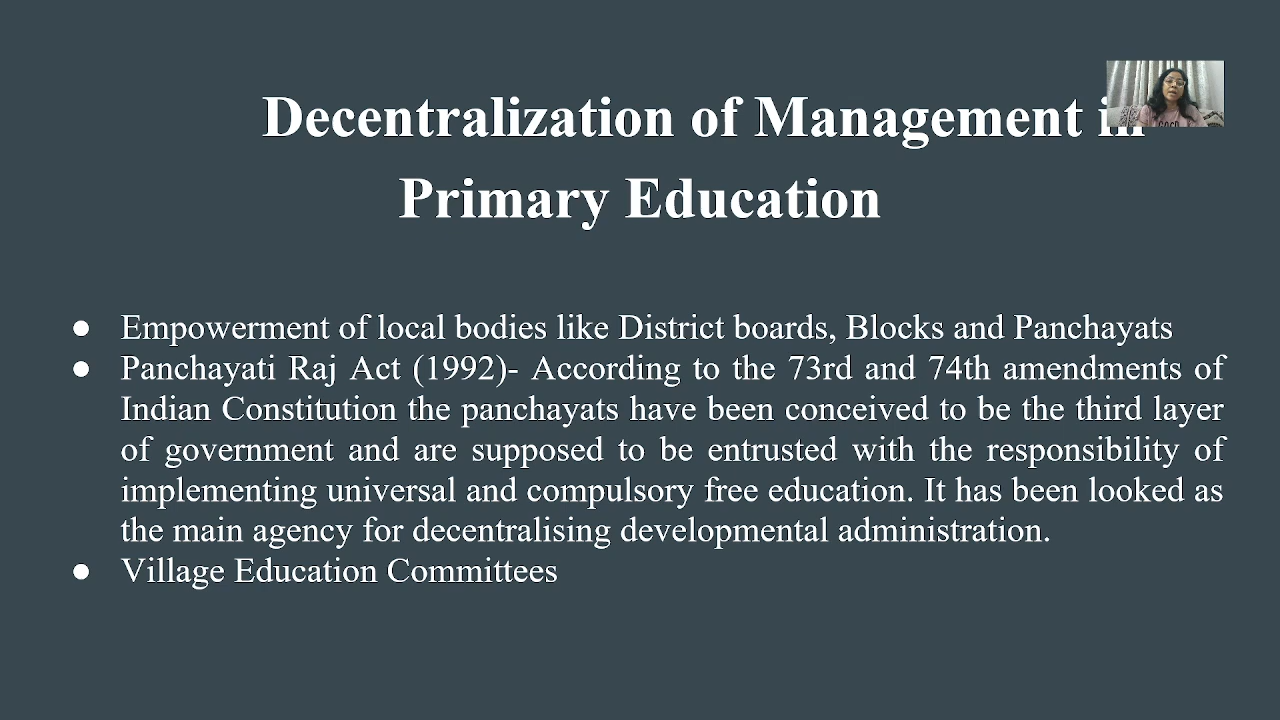 Decentralization of Management in
Primary Education
● Empowerment of local bodies like District boards, Blocks and Panchayats
● Panchayati Raj Act (1992)- According to the 73rd and 74th amendments of
Indian Constitution the panchayats have been conceived to be the third layer
of government and are supposed to be entrusted with the responsibility of
implementing universal and compulsory free education. It has been looked as
the main agency for decentralising developmental administration.
● Village Education Committees